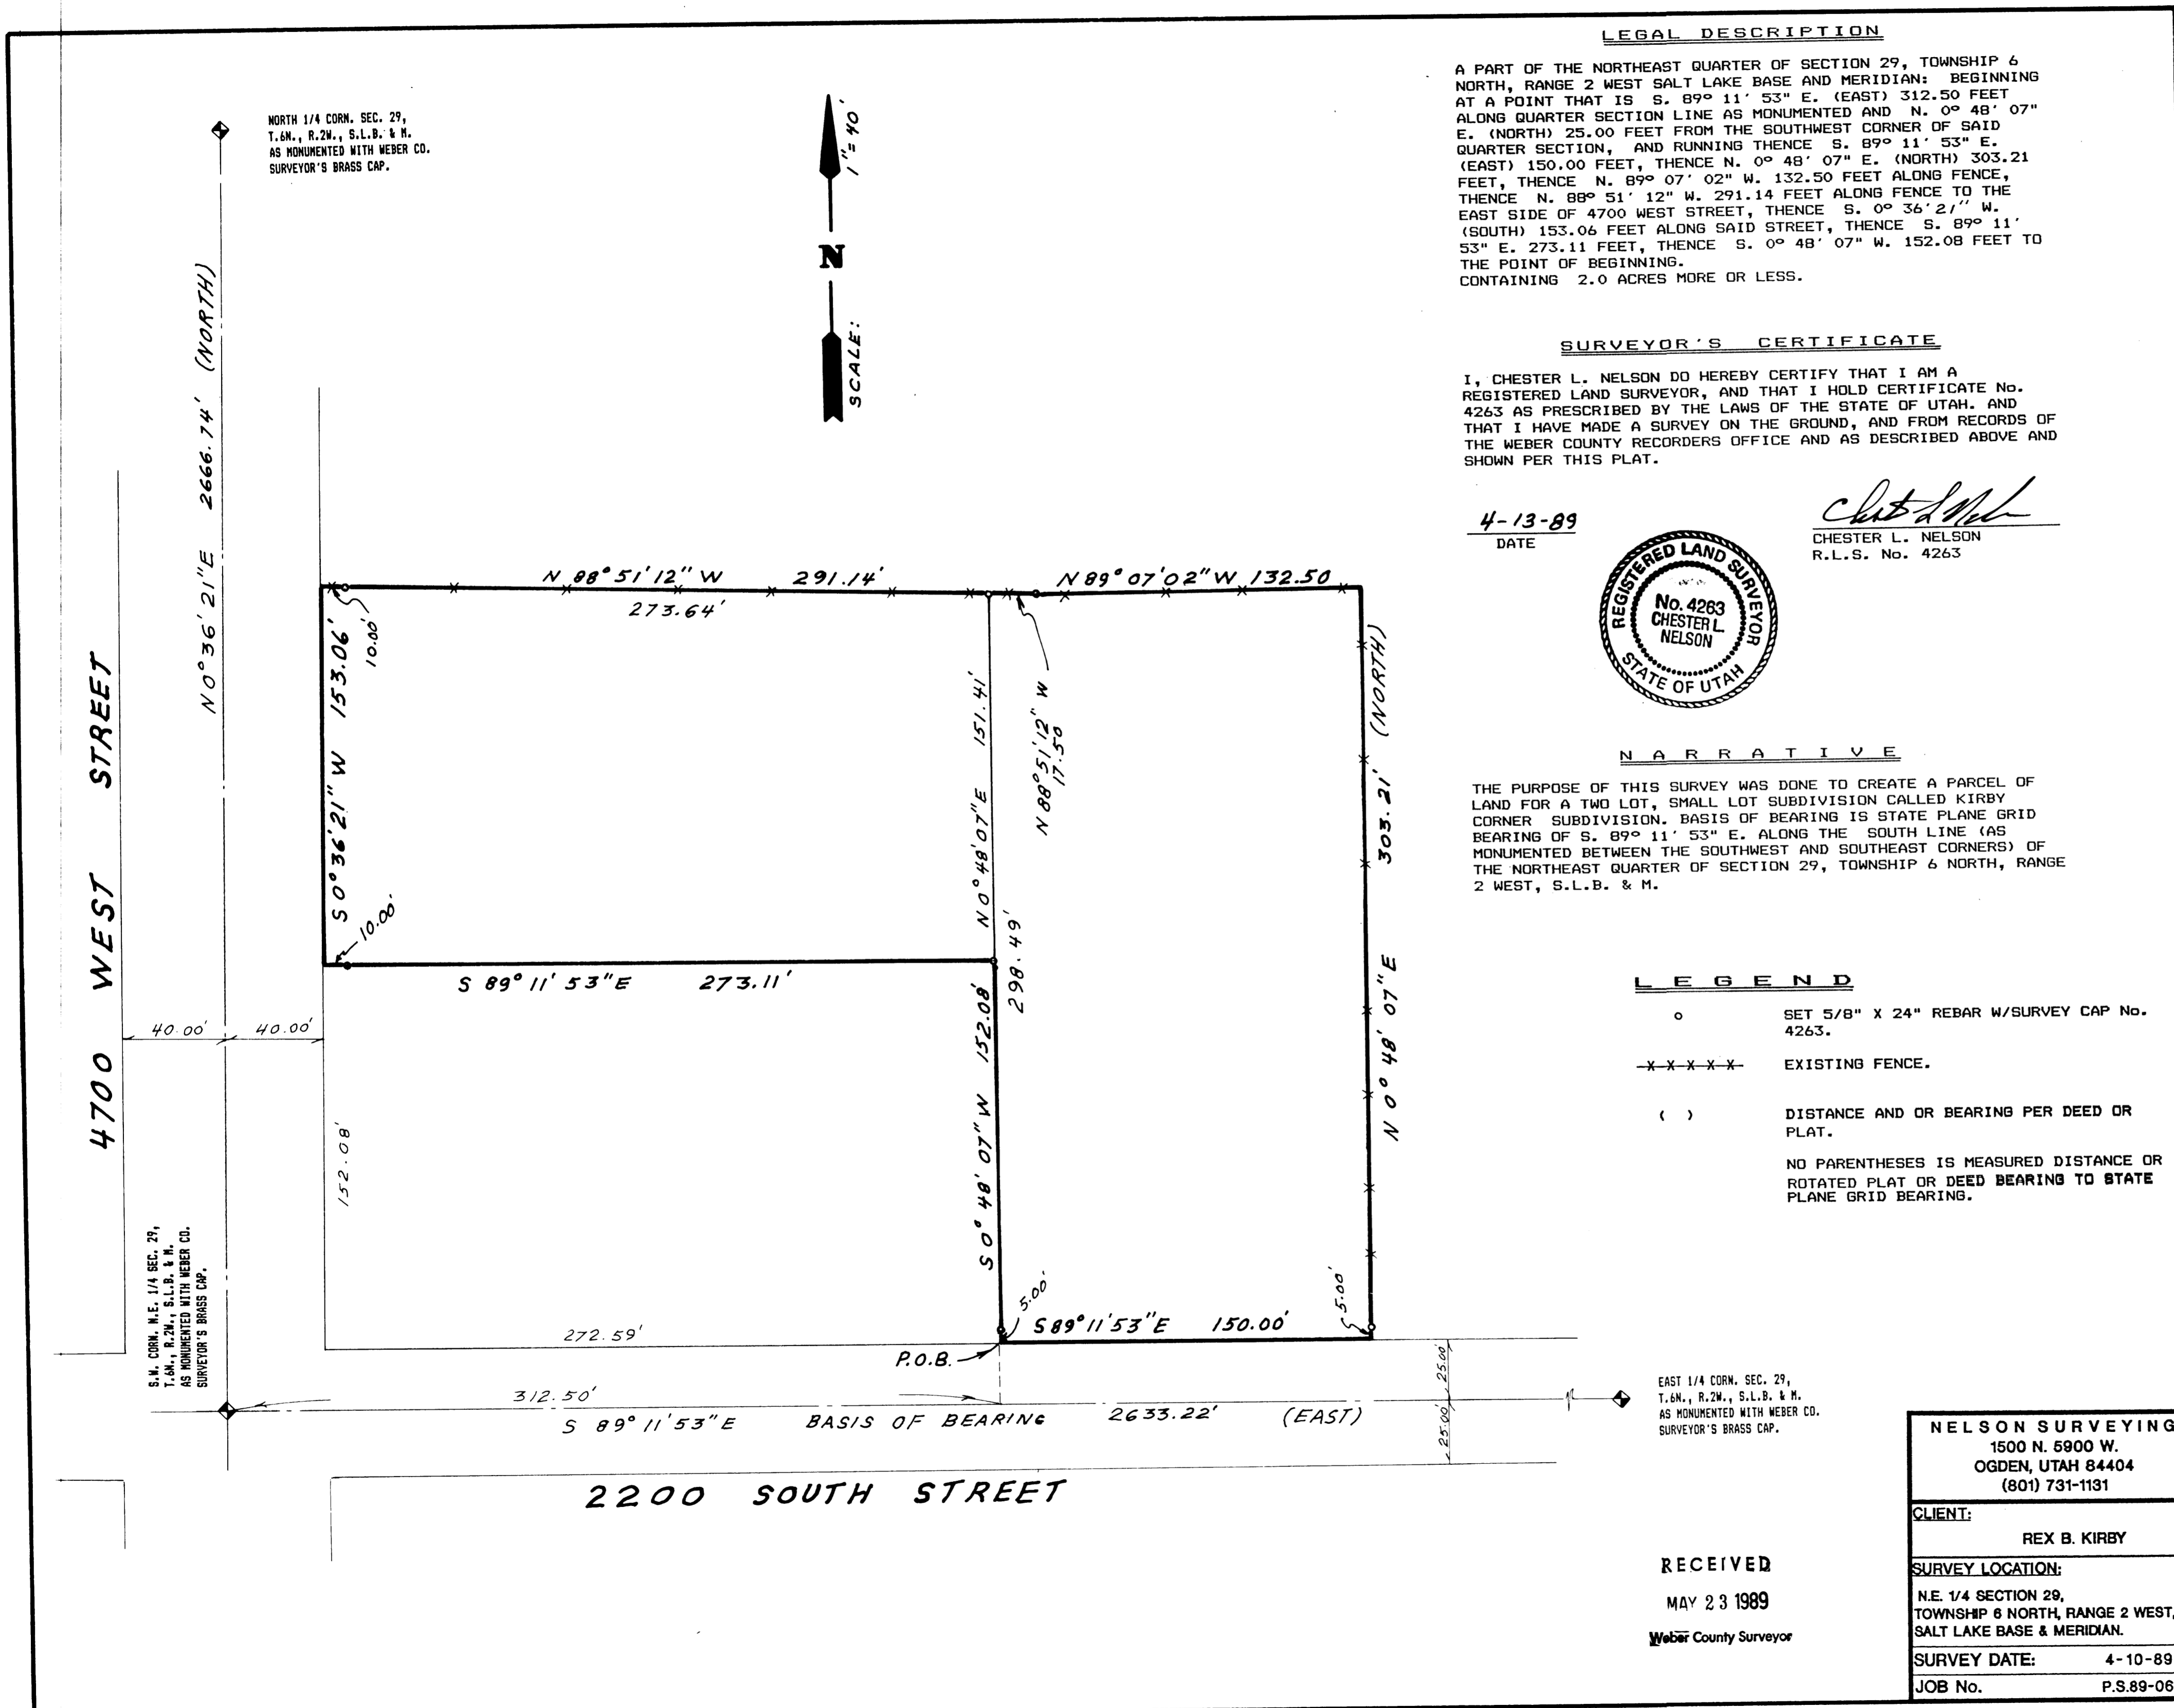 LEGAL DESCRIPTION
A PART OF THE NORTHEAST QUARTER OF SECTION 29, TOWNSHIP 6
NORTH, RANGE 2 WEST SALT LAKE BASE AND MERIDIAN: BEGINNING
AT A POINT THAT IS S. 89° 11' 53" E. (EAST) 312.50 FEET
ALONG QUARTER SECTION LINE AS MONUMENTED AND N. 0° 48' 07"
E. (NORTH) 25.00 FEET FROM THE SOUTHWEST CORNER OF SAID
QUARTER SECTION, AND RUNNING THENCE S. 89° 11' 53" E.
(EAST) 150.00 FEET, THENCE N. 0° 48' 07" E. (NORTH) 303.21
FEET, THENCE N. 89° 07' 02" W. 132.50 FEET ALONG FENCE,
THENCE N. 88° 51' 12" W. 291.14 FEET ALONG FENCE TO THE
EAST SIDE OF 4700 WEST STREET, THENCE S. 0° 36' 21" W.
(SOUTH) 153.06 FEET ALONG SAID STREET, THENCE S. 89° 11'
53" E. 273.11 FEET, THENCE S. 0° 48' 07" W. 152.08 FEET TO
THE POINT OF BEGINNING.
CONTAINING 2.0 ACRES MORE OR LESS.
SURVEYOR'S CERTIFICATE
I, CHESTER L. NELSON DO HEREBY CERTIFY THAT I AM A
REGISTERED LAND SURVEYOR, AND THAT I HOLD CERTIFICATE No.
4263 AS PRESCRIBED BY THE LAWS OF THE STATE OF UTAH. AND
THAT I HAVE MADE A SURVEY ON THE GROUND, AND FROM RECORDS OF
THE WEBER COUNTY RECORDERS OFFICE AND AS DESCRIBED ABOVE AND
SHOWN PER THIS PLAT.
4-13-89
DATE
CHESTER L. NELSON
R.L.S. No. 4263
REGISTERED LAND SURVEYOR
No. 4263
CHESTER L.
NELSON
STATE OF UTAH
NARRATIVE
THE PURPOSE OF THIS SURVEY WAS DONE TO CREATE A PARCEL OF
LAND FOR A TWO LOT, SMALL LOT SUBDIVISION CALLED KIRBY
CORNER SUBDIVISION. BASIS OF BEARING IS STATE PLANE GRID
BEARING OF S. 89° 11' 53" E. ALONG THE SOUTH LINE (AS
MONUMENTED BETWEEN THE SOUTHWEST AND SOUTHEAST CORNERS) OF
THE NORTHEAST QUARTER OF SECTION 29, TOWNSHIP 6 NORTH, RANGE
2 WEST, S.L.B. & M.
LEGEND
SET 5/8" X 24" REBAR W/SURVEY CAP No.
4263.
EXISTING FENCE.
( ) DISTANCE AND OR BEARING PER DEED OR
PLAT.
NO PARENTHESES IS MEASURED DISTANCE OR
ROTATED PLAT OR DEED BEARING TO STATE
PLANE GRID BEARING.
NORTH 1/4 CORN. SEC. 29,
T.6N., R.2W., S.L.B. & M.
AS MONUMENTED WITH WEBER CO.
SURVEYOR'S BRASS CAP.
N
SCALE: 1"=40'
N 0° 36' 21" E 2666.74' (NORTH)
4700 WEST STREET
N 88° 51' 12" W 291.14'
273.64'
N 89° 07' 02" W 132.50
10.00'
S 0° 36' 21" W 153.06'
N 0° 48' 07" E 151.41'
N 88° 51' 12" W
17.50
N 0° 48' 07" E 303.21' (NORTH)
10.00'
S 89° 11' 53" E 273.11'
298.49'
S 0° 48' 07" W 152.08'
40.00' 40.00'
152.08'
S.W. CORN. N.E. 1/4 SEC. 29,
T.6N., R.2W., S.L.B. & M.
AS MONUMENTED WITH WEBER CO.
SURVEYOR'S BRASS CAP.
272.59'
P.O.B.
5.00'
S 89° 11' 53" E 150.00'
5.00'
25.00'
25.00'
312.50'
S 89° 11' 53" E BASIS OF BEARING 2633.22' (EAST)
2200 SOUTH STREET
EAST 1/4 CORN. SEC. 29,
T.6N., R.2W., S.L.B. & M.
AS MONUMENTED WITH WEBER CO.
SURVEYOR'S BRASS CAP.
RECEIVED
MAY 23 1989
Weber County Surveyor
NELSON SURVEYING
1500 N. 5900 W.
OGDEN, UTAH 84404
(801) 731-1131
CLIENT:
REX B. KIRBY
SURVEY LOCATION:
N.E. 1/4 SECTION 29,
TOWNSHIP 6 NORTH, RANGE 2 WEST,
SALT LAKE BASE & MERIDIAN.
SURVEY DATE: 4-10-89
JOB No. P.S.89-06